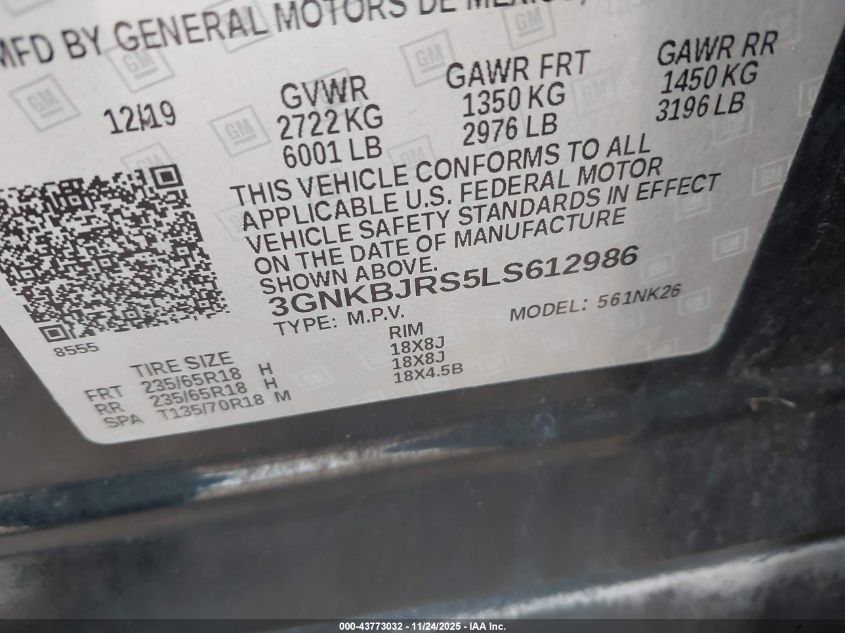 MFD BY GENERAL MOTORS DE MEXICO,
12/19
GVWR
2722 KG
6001 LB
GAWR FRT
1350 KG
2976 LB
GAWR RR
1450 KG
3196 LB
THIS VEHICLE CONFORMS TO ALL
APPLICABLE U.S. FEDERAL MOTOR
VEHICLE SAFETY STANDARDS IN EFFECT
ON THE DATE OF MANUFACTURE
SHOWN ABOVE.
3GNKBJRS5LS612986
TYPE: M.P.V. MODEL: 561NK26
8555
TIRE SIZE RIM
FRT 235/65R18 H 18X8J
RR 235/65R18 H 18X8J
SPA T135/70R18 M 18X4.5B
GM
000-43773032 - 11/24/2025 - IAA Inc.